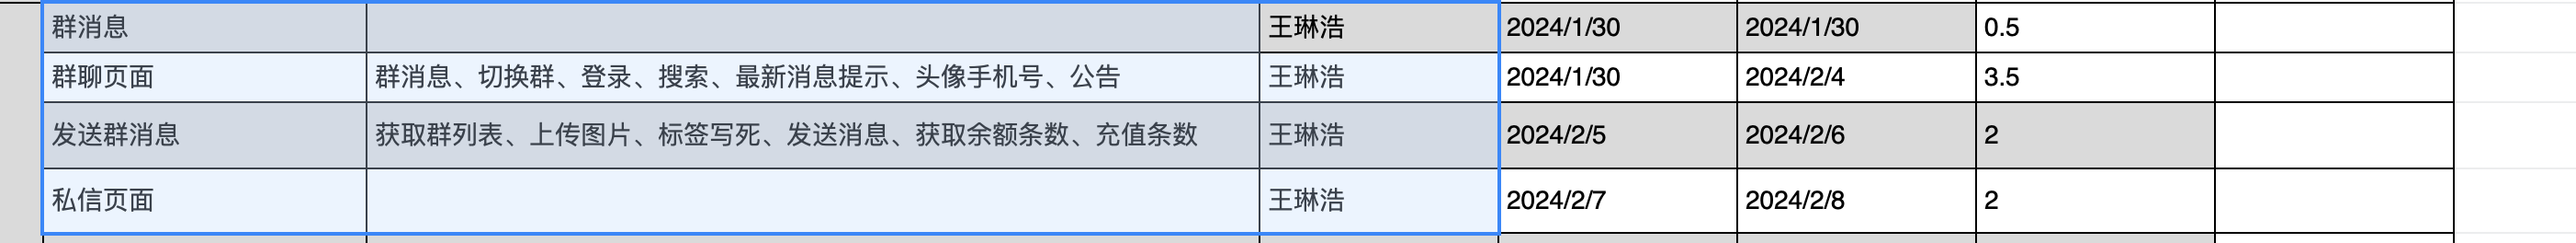 群消息 王琳浩 2024/1/30 2024/1/30 0.5
群聊页面 群消息、切换群、登录、搜索、最新消息提示、头像手机号、公告 王琳浩 2024/1/30 2024/2/4 3.5
发送群消息 获取群列表、上传图片、标签写死、发送消息、获取余额条数、充值条数 王琳浩 2024/2/5 2024/2/6 2
私信页面 王琳浩 2024/2/7 2024/2/8 2